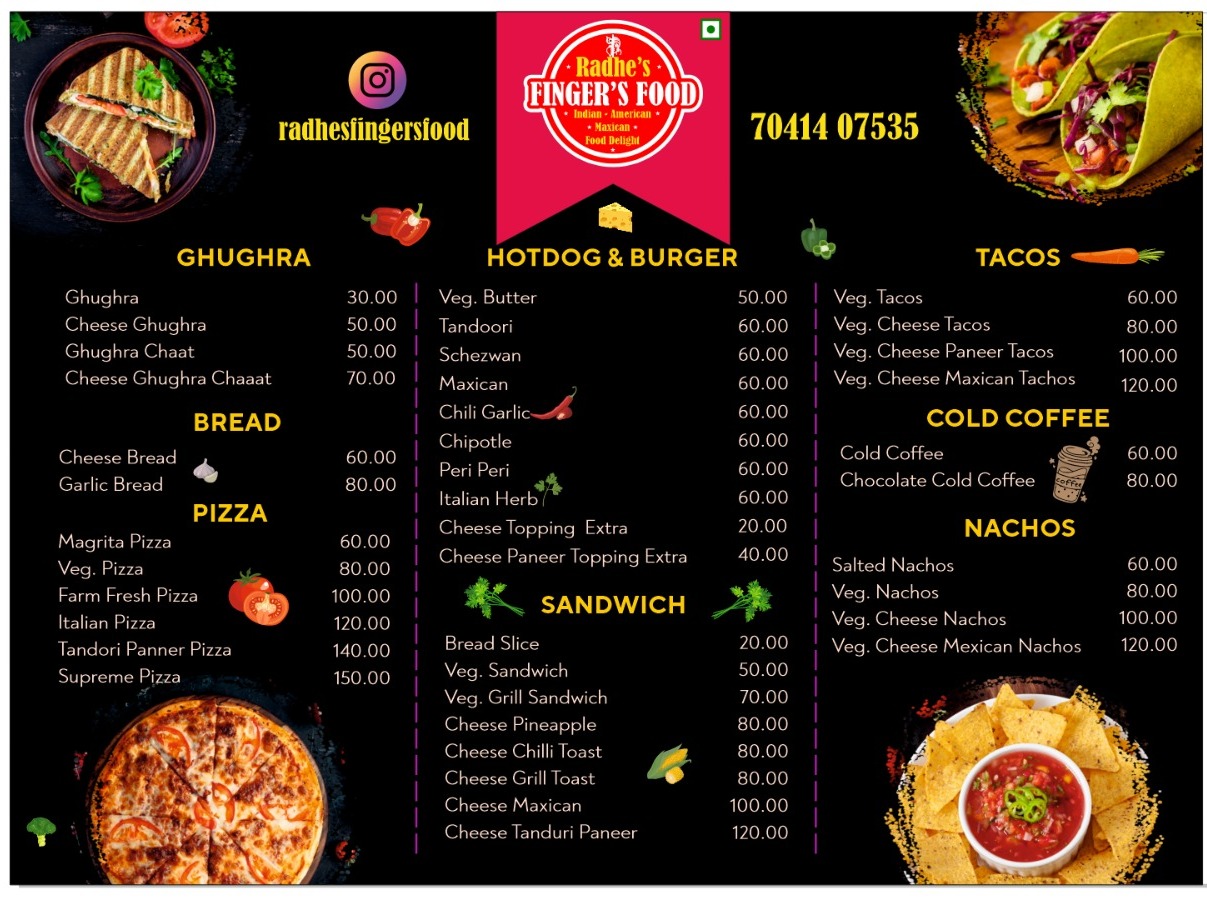 radhesfingersfood
Radhe's
FINGER'S FOOD
Indian - American
Maxican
Food Delight
70414 07535
GHUGHRA
Ghughra 30.00
Cheese Ghughra 50.00
Ghughra Chaat 50.00
Cheese Ghughra Chaaat 70.00
BREAD
Cheese Bread 60.00
Garlic Bread 80.00
PIZZA
Magrita Pizza 60.00
Veg. Pizza 80.00
Farm Fresh Pizza 100.00
Italian Pizza 120.00
Tandori Panner Pizza 140.00
Supreme Pizza 150.00
HOTDOG & BURGER
Veg. Butter 50.00
Tandoori 60.00
Schezwan 60.00
Maxican 60.00
Chili Garlic 60.00
Chipotle 60.00
Peri Peri 60.00
Italian Herb 60.00
Cheese Topping Extra 20.00
Cheese Paneer Topping Extra 40.00
SANDWICH
Bread Slice 20.00
Veg. Sandwich 50.00
Veg. Grill Sandwich 70.00
Cheese Pineapple 80.00
Cheese Chilli Toast 80.00
Cheese Grill Toast 80.00
Cheese Maxican 100.00
Cheese Tanduri Paneer 120.00
TACOS
Veg. Tacos 60.00
Veg. Cheese Tacos 80.00
Veg. Cheese Paneer Tacos 100.00
Veg. Cheese Maxican Tachos 120.00
COLD COFFEE
Cold Coffee 60.00
Chocolate Cold Coffee 80.00
coffee
NACHOS
Salted Nachos 60.00
Veg. Nachos 80.00
Veg. Cheese Nachos 100.00
Veg. Cheese Mexican Nachos 120.00